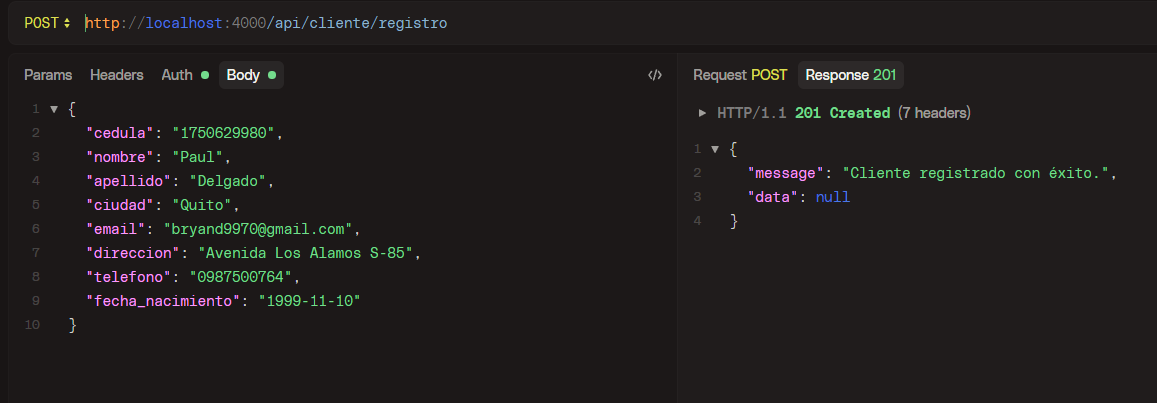 POST http://localhost:4000/api/cliente/registro
Params Headers Auth Body </>
1 {
2 "cedula": "1750629980",
3 "nombre": "Paul",
4 "apellido": "Delgado",
5 "ciudad": "Quito",
6 "email": "bryand9970@gmail.com",
7 "direccion": "Avenida Los Alamos S-85",
8 "telefono": "0987500764",
9 "fecha_nacimiento": "1999-11-10"
10 }
Request POST Response 201
HTTP/1.1 201 Created (7 headers)
1 {
2 "message": "Cliente registrado con éxito.",
3 "data": null
4 }